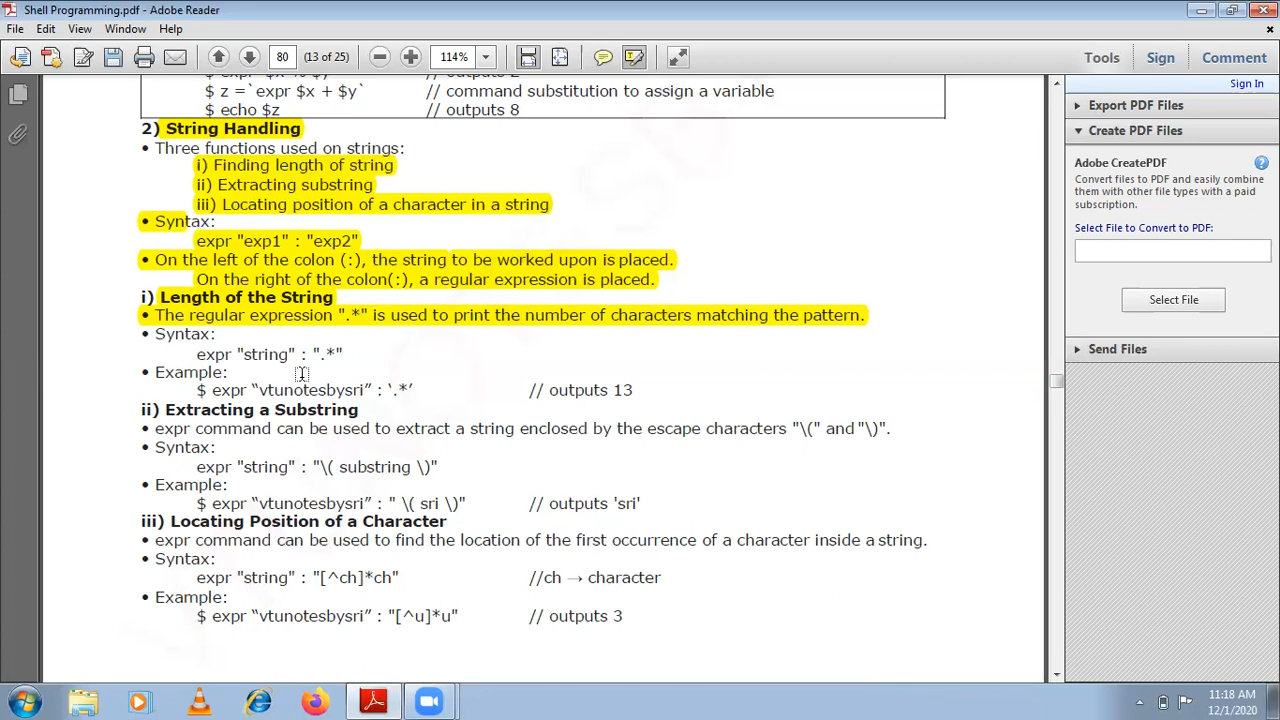 Shell Programming.pdf - Adobe Reader
File Edit View Window Help
80 (13 of 25) 114% Tools Sign Comment
$ expr $x % $y // outputs 2
$ z =`expr $x + $y` // command substitution to assign a variable
$ echo $z // outputs 8
2) String Handling
• Three functions used on strings:
i) Finding length of string
ii) Extracting substring
iii) Locating position of a character in a string
• Syntax:
expr "exp1" : "exp2"
• On the left of the colon (:), the string to be worked upon is placed.
On the right of the colon(:), a regular expression is placed.
i) Length of the String
• The regular expression ".*" is used to print the number of characters matching the pattern.
• Syntax:
expr "string" : ".*"
• Example:
$ expr “vtunotesbysri” : ‘.*’ // outputs 13
ii) Extracting a Substring
• expr command can be used to extract a string enclosed by the escape characters "\(" and "\)".
• Syntax:
expr "string" : "\( substring \)"
• Example:
$ expr “vtunotesbysri” : " \( sri \)" // outputs 'sri'
iii) Locating Position of a Character
• expr command can be used to find the location of the first occurrence of a character inside a string.
• Syntax:
expr "string" : "[^ch]*ch" //ch → character
• Example:
$ expr “vtunotesbysri” : "[^u]*u" // outputs 3
Sign In
Export PDF Files
Create PDF Files
Adobe CreatePDF
Convert files to PDF and easily combine
them with other file types with a paid
subscription.
Select File to Convert to PDF:
Select File
Send Files
11:18 AM
12/1/2020